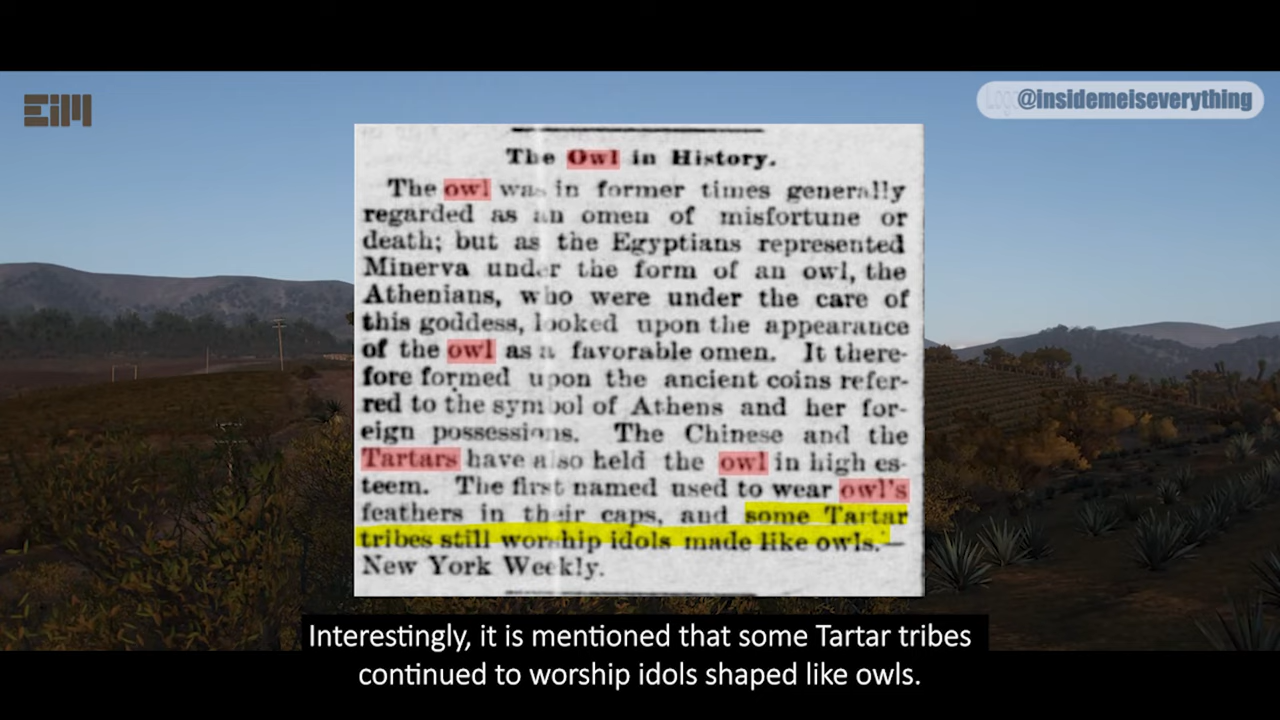 EiM
@insidemeiseverything
The Owl in History.
The owl was in former times generally
regarded as an omen of misfortune or
death; but as the Egyptians represented
Minerva under the form of an owl, the
Athenians, who were under the care of
this goddess, looked upon the appearance
of the owl as a favorable omen. It there-
fore formed upon the ancient coins refer-
red to the symbol of Athens and her for-
eign possessions. The Chinese and the
Tartars have also held the owl in high es-
teem. The first named used to wear owl's
feathers in their caps, and some Tartar
tribes still worship idols made like owls.—
New York Weekly.
Interestingly, it is mentioned that some Tartar tribes
continued to worship idols shaped like owls.